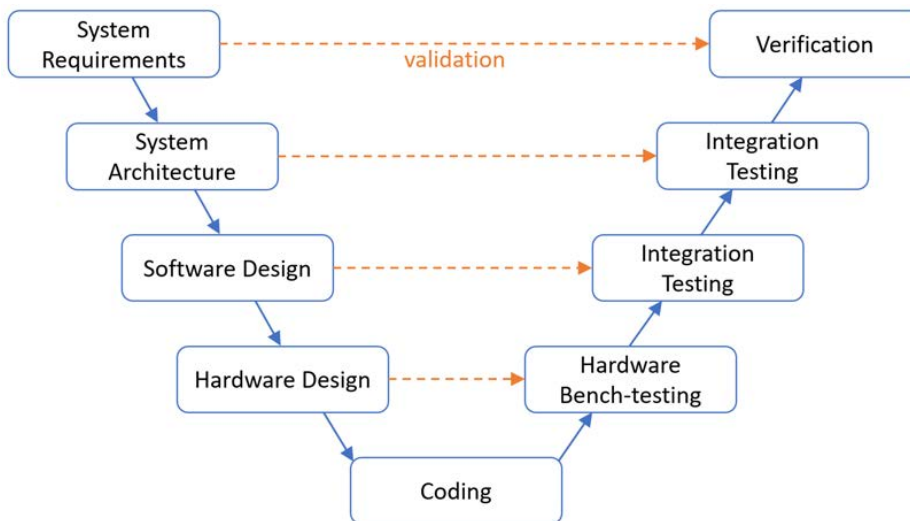 System
Requirements
validation
Verification
System
Architecture
Integration
Testing
Software Design
Integration
Testing
Hardware Design
Hardware
Bench-testing
Coding